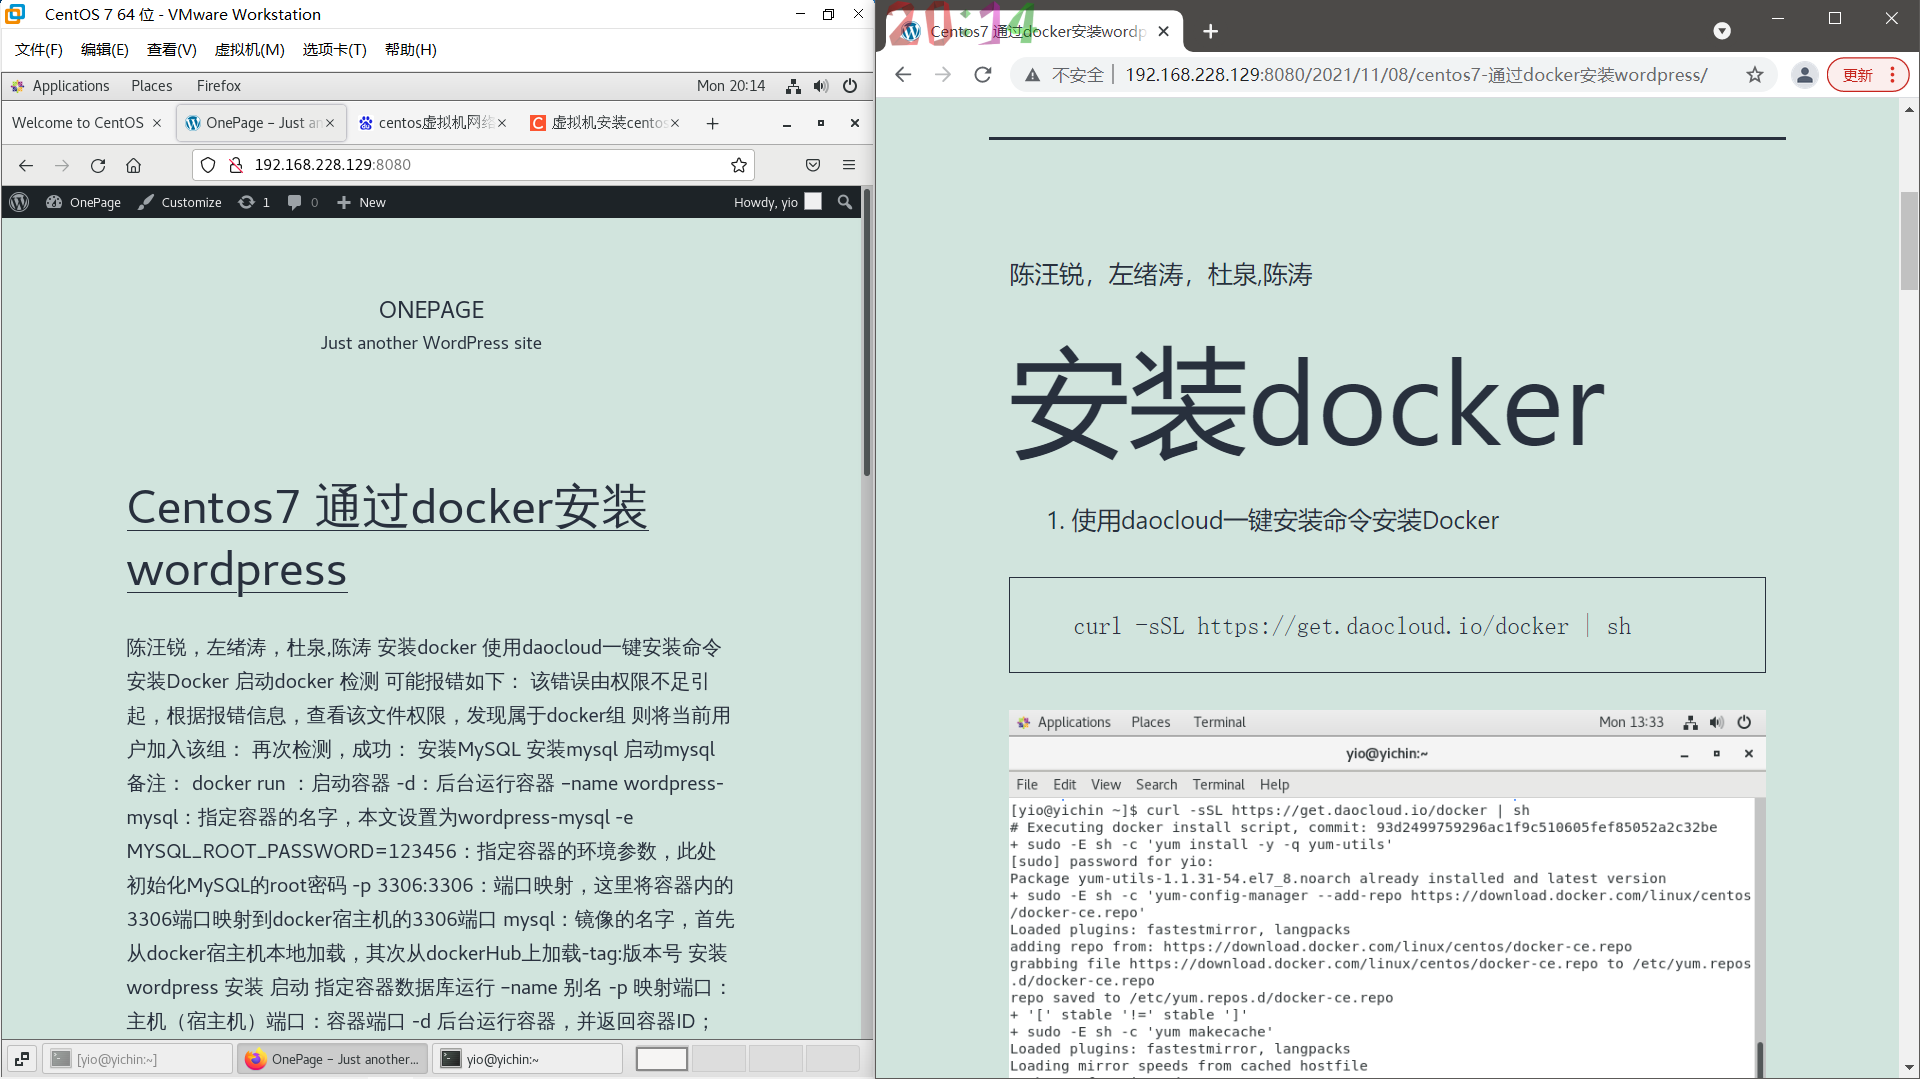 CentOS 7 64 位 - VMware Workstation
文件(F) 编辑(E) 查看(V) 虚拟机(M) 选项卡(T) 帮助(H)
Applications Places Firefox Mon 20:14
Welcome to CentOS
OnePage – Just an
centos虚拟机网络
虚拟机安装centos
192.168.228.129:8080
OnePage Customize 1 0 New Howdy, yio
ONEPAGE
Just another WordPress site
Centos7 通过docker安装
wordpress
陈汪锐，左绪涛，杜泉,陈涛 安装docker 使用daocloud一键安装命令
安装Docker 启动docker 检测 可能报错如下： 该错误由权限不足引
起，根据报错信息，查看该文件权限，发现属于docker组 则将当前用
户加入该组： 再次检测，成功： 安装MySQL 安装mysql 启动mysql
备注： docker run ：启动容器 -d：后台运行容器 –name wordpress-
mysql：指定容器的名字，本文设置为wordpress-mysql -e
MYSQL_ROOT_PASSWORD=123456：指定容器的环境参数，此处
初始化MySQL的root密码 -p 3306:3306：端口映射，这里将容器内的
3306端口映射到docker宿主机的3306端口 mysql：镜像的名字，首先
从docker宿主机本地加载，其次从dockerHub上加载-tag:版本号 安装
wordpress 安装 启动 指定容器数据库运行 –name 别名 -p 映射端口：
主机（宿主机）端口：容器端口 -d 后台运行容器，并返回容器ID；
[yio@yichin:~]
OnePage – Just another...
yio@yichin:~
20:14
Centos7 通过docker安装wordp
不安全 192.168.228.129:8080/2021/11/08/centos7-通过docker安装wordpress/
更新
陈汪锐，左绪涛，杜泉,陈涛
安装docker
1. 使用daocloud一键安装命令安装Docker
curl -sSL https://get.daocloud.io/docker | sh
Applications Places Terminal Mon 13:33
yio@yichin:~
File Edit View Search Terminal Help
[yio@yichin ~]$ curl -sSL https://get.daocloud.io/docker | sh
# Executing docker install script, commit: 93d2499759296ac1f9c510605fef85052a2c32be
+ sudo -E sh -c 'yum install -y -q yum-utils'
[sudo] password for yio:
Package yum-utils-1.1.31-54.el7_8.noarch already installed and latest version
+ sudo -E sh -c 'yum-config-manager --add-repo https://download.docker.com/linux/centos
/docker-ce.repo'
Loaded plugins: fastestmirror, langpacks
adding repo from: https://download.docker.com/linux/centos/docker-ce.repo
grabbing file https://download.docker.com/linux/centos/docker-ce.repo to /etc/yum.repos
.d/docker-ce.repo
repo saved to /etc/yum.repos.d/docker-ce.repo
+ '[' stable '!=' stable ']'
+ sudo -E sh -c 'yum makecache'
Loaded plugins: fastestmirror, langpacks
Loading mirror speeds from cached hostfile